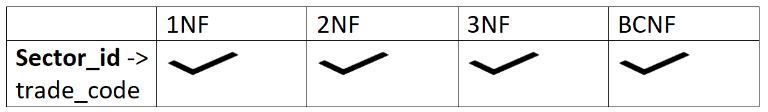 1NF 2NF 3NF BCNF
Sector_id ->
trade_code